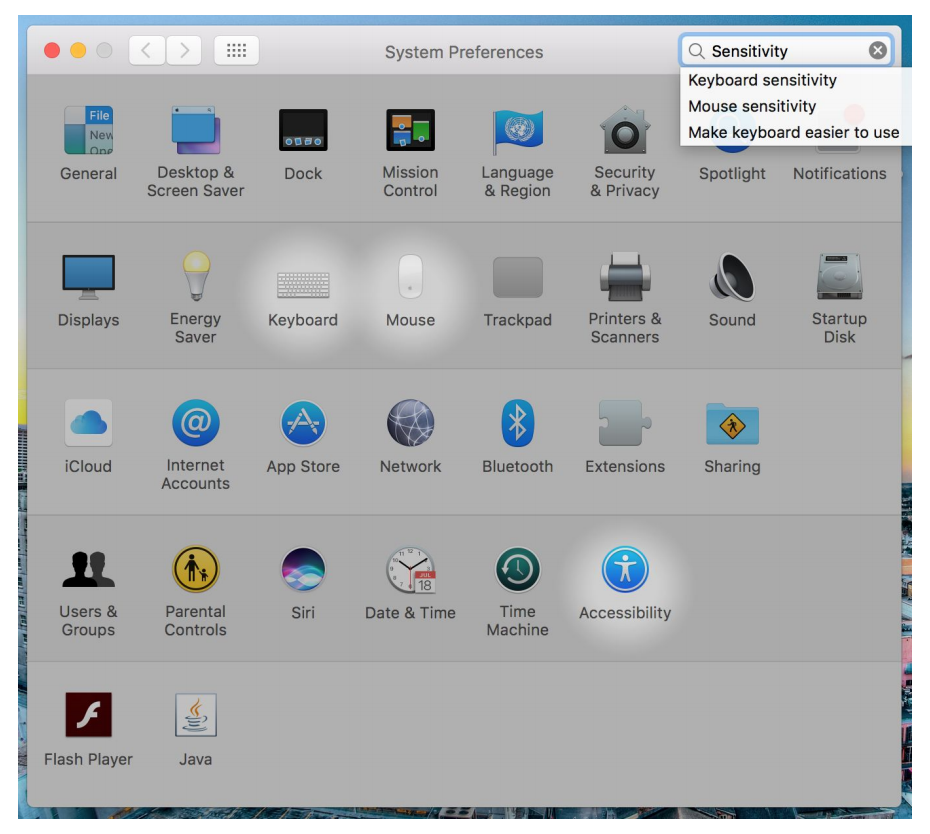 System Preferences
Sensitivity
Keyboard sensitivity
Mouse sensitivity
Make keyboard easier to use
File
New
General
Desktop &
Screen Saver
Dock
Mission
Control
Language
& Region
Security
& Privacy
Spotlight
Notifications
Displays
Energy
Saver
Keyboard
Mouse
Trackpad
Printers &
Scanners
Sound
Startup
Disk
iCloud
@
Internet
Accounts
App Store
Network
Bluetooth
Extensions
Sharing
Users &
Groups
Parental
Controls
Siri
JUL
18
Date & Time
Time
Machine
Accessibility
Flash Player
Java